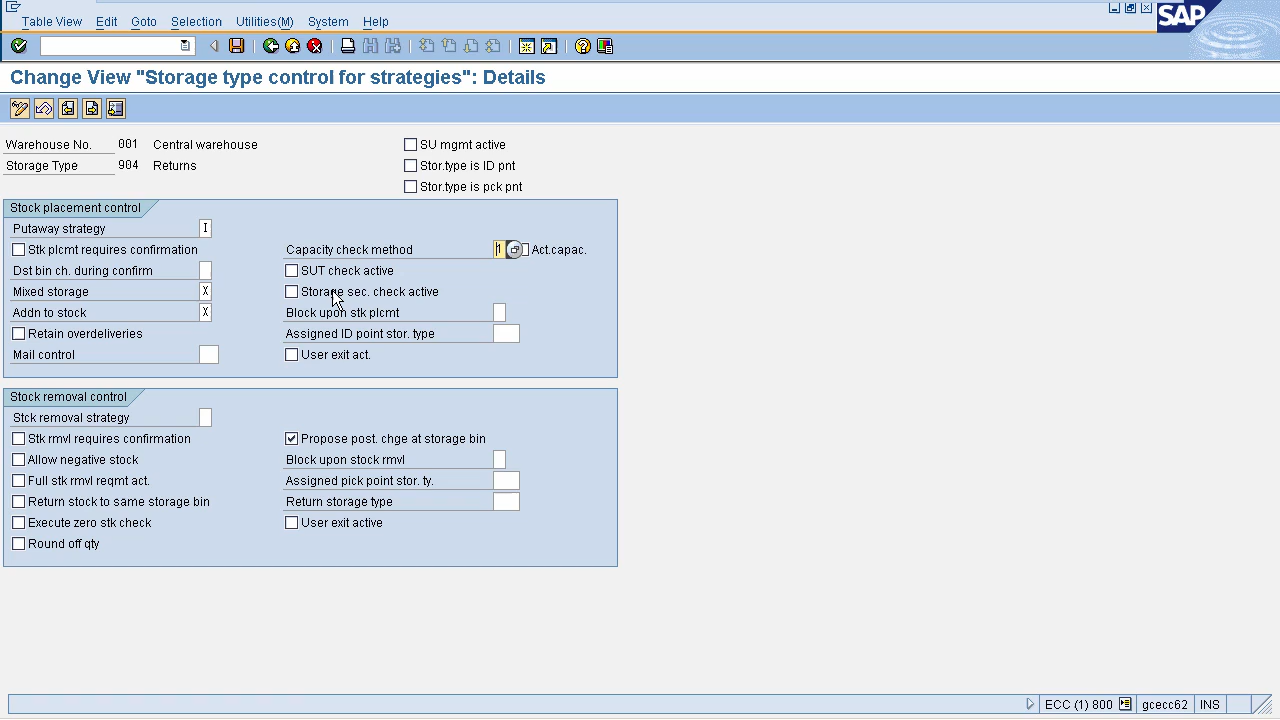 Table View Edit Goto Selection Utilities(M) System Help
SAP
Change View "Storage type control for strategies": Details
Warehouse No. 001 Central warehouse SU mgmt active
Storage Type 904 Returns Stor.type is ID pnt
Stor.type is pck pnt
Stock placement control
Putaway strategy I
Stk plcmt requires confirmation Capacity check method 1 Act.capac.
Dst bin ch. during confirm SUT check active
Mixed storage X Storage sec. check active
Addn to stock X Block upon stk plcmt
Retain overdeliveries Assigned ID point stor. type
Mail control User exit act.
Stock removal control
Stck removal strategy
Stk rmvl requires confirmation Propose post. chge at storage bin
Allow negative stock Block upon stock rmvl
Full stk rmvl reqmt act. Assigned pick point stor. ty.
Return stock to same storage bin Return storage type
Execute zero stk check User exit active
Round off qty
ECC (1) 800 gcecc62 INS